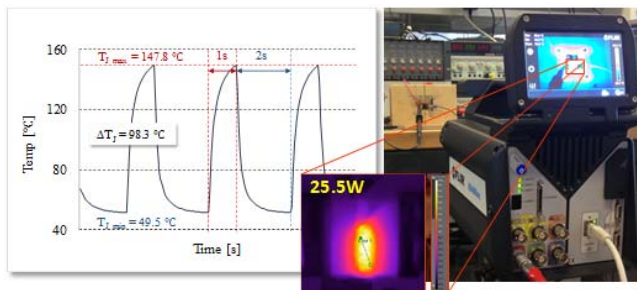 160
120
80
40
Temp [°C]
T_J max = 147.8 °C
1s
2s
ΔT_J = 98.3 °C
T_J min = 49.5 °C
Time [s]
25.5W
FLIR
FLIR